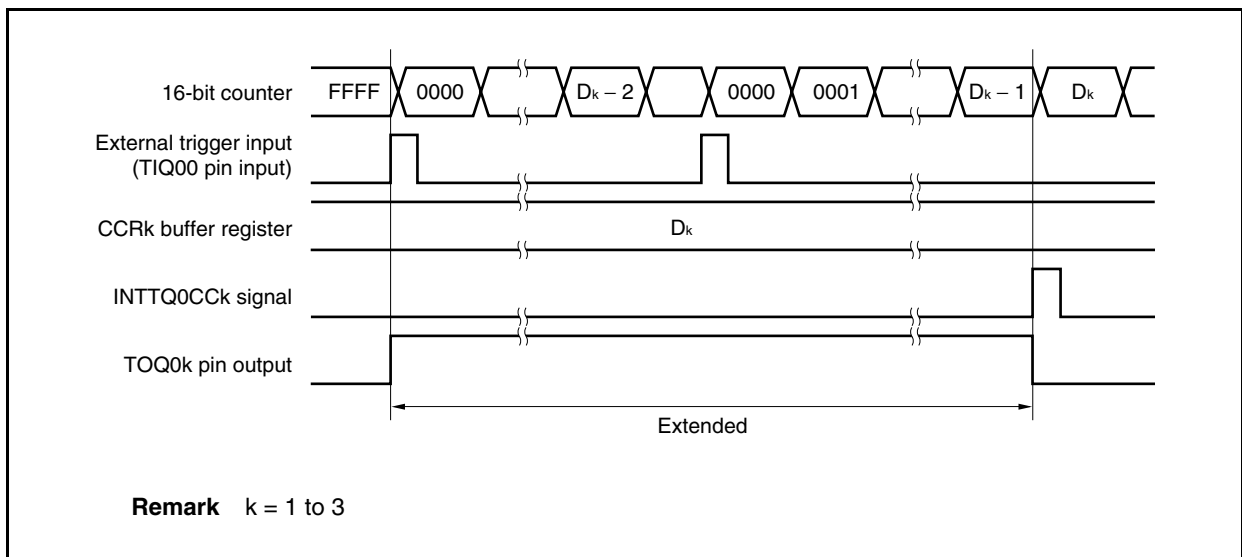 16-bit counter FFFF 0000 Dk − 2 0000 0001 Dk − 1 Dk
External trigger input
(TIQ00 pin input)
CCRk buffer register Dk
INTTQ0CCk signal
TOQ0k pin output
Extended
Remark k = 1 to 3